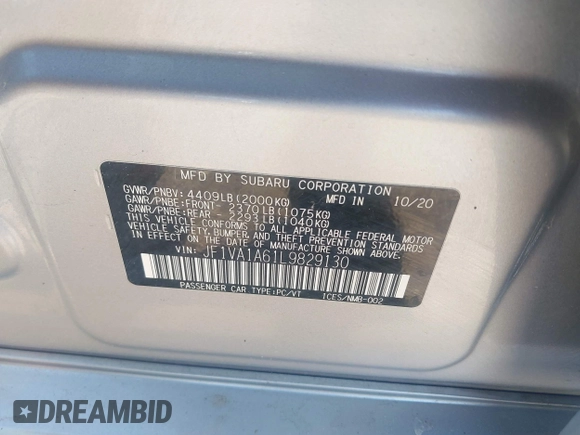 MFD BY SUBARU CORPORATION
GVWR/PNBV: 4409LB(2000KG) MFD IN 10/20
GAWR/PNBE:FRONT- 2370LB(1075KG)
GAWR/PNBE:REAR - 2293LB(1040KG)
THIS VEHICLE CONFORMS TO ALL APPLICABLE FEDERAL MOTOR
VEHICLE SAFETY, BUMPER, AND THEFT PREVENTION
STANDARDS IN EFFECT ON THE DATE OF MANUFACTURE SHOWN ABOVE.
VIN: JF1VA1A61L9829130
PASSENGER CAR TYPE:PC/VT ICES/NMB-002
DREAMBID